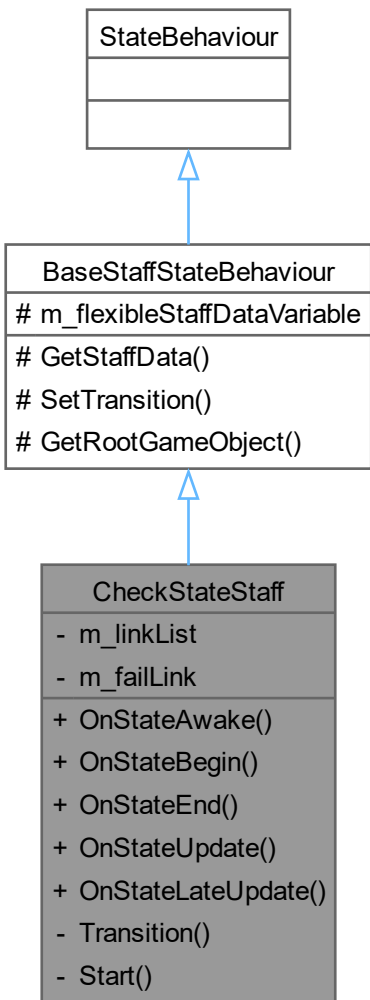 StateBehaviour
BaseStaffStateBehaviour
# m_flexibleStaffDataVariable
# GetStaffData()
# SetTransition()
# GetRootGameObject()
CheckStateStaff
- m_linkList
- m_failLink
+ OnStateAwake()
+ OnStateBegin()
+ OnStateEnd()
+ OnStateUpdate()
+ OnStateLateUpdate()
- Transition()
- Start()